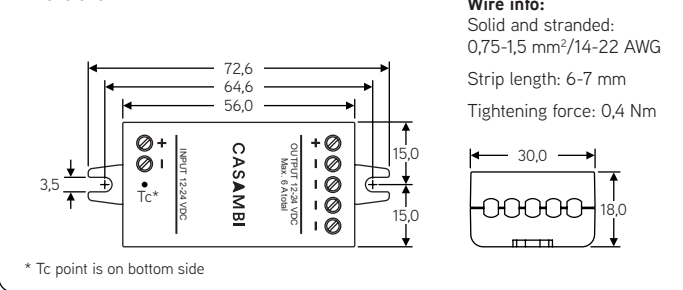 Wire info:
Solid and stranded:
0,75-1,5 mm²/14-22 AWG
Strip length: 6-7 mm
Tightening force: 0,4 Nm
72,6
64,6
56,0
3,5
+
-
Tc*
INPUT 12-24 VDC
CASAMBI
OUTPUT 12-24 VDC
Max. 6 A total
+
-
-
-
-
15,0
15,0
30,0
18,0
* Tc point is on bottom side